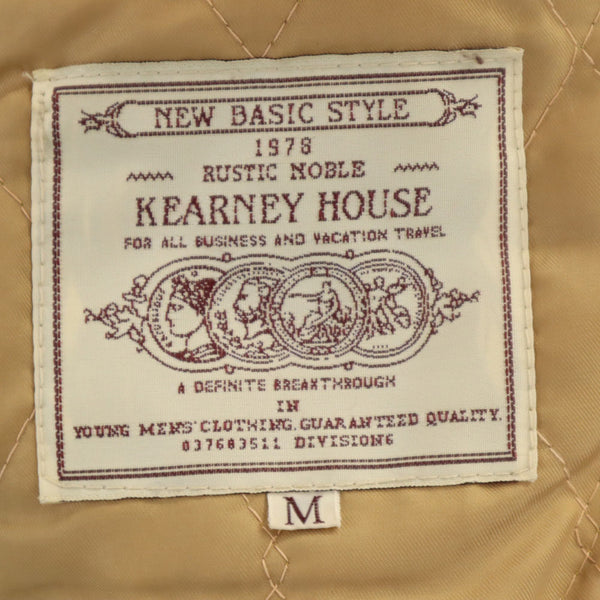 NEW BASIC STYLE
1978
RUSTIC NOBLE
KEARNEY HOUSE
FOR ALL BUSINESS AND VACATION TRAVEL
A DEFINITE BREAKTHROUGH
IN
YOUNG MENS' CLOTHING. GUARANTEED QUALITY.
037683511 DIVISION6
M